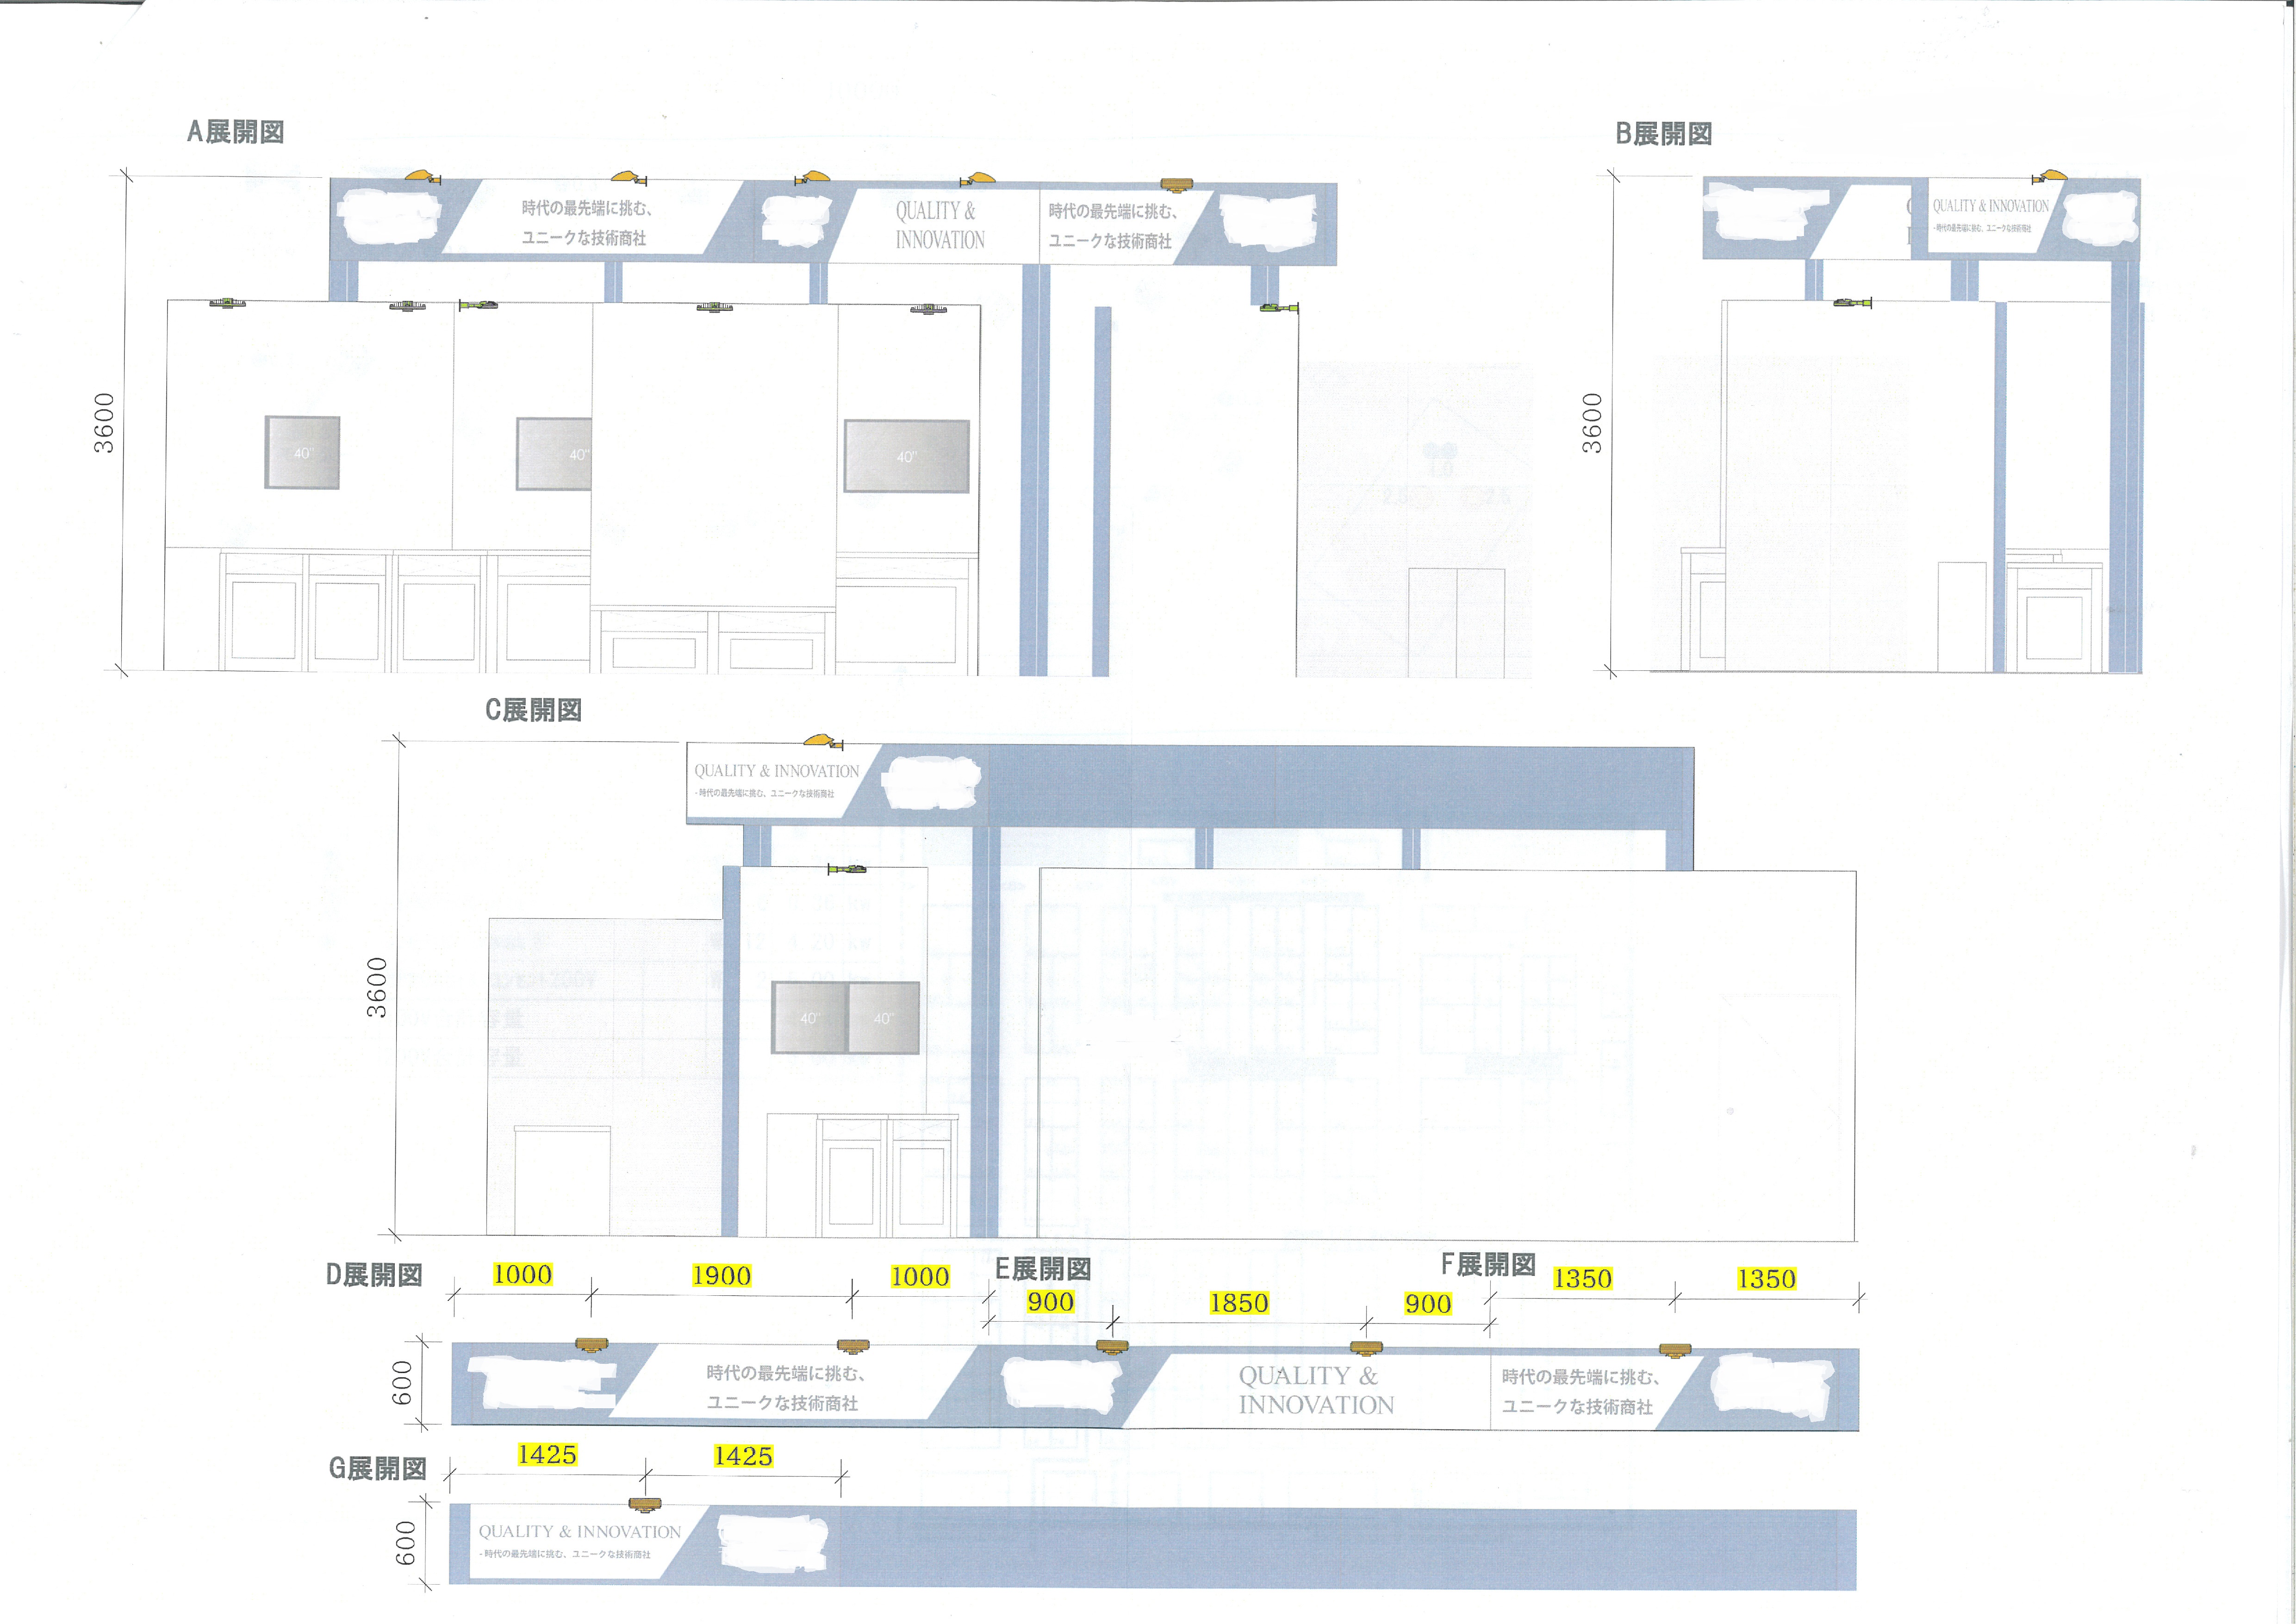 A展開図
B展開図
時代の最先端に挑む、
ユニークな技術商社
QUALITY &
INNOVATION
時代の最先端に挑む、
ユニークな技術商社
QUALITY & INNOVATION
- 時代の最先端に挑む、ユニークな技術商社
3600
40"
40"
40"
3600
C展開図
QUALITY & INNOVATION
- 時代の最先端に挑む、ユニークな技術商社
3600
40"
40"
D展開図
1000
1900
1000
E展開図
900
1850
900
F展開図
1350
1350
600
時代の最先端に挑む、
ユニークな技術商社
QUALITY &
INNOVATION
時代の最先端に挑む、
ユニークな技術商社
G展開図
1425
1425
600
QUALITY & INNOVATION
- 時代の最先端に挑む、ユニークな技術商社